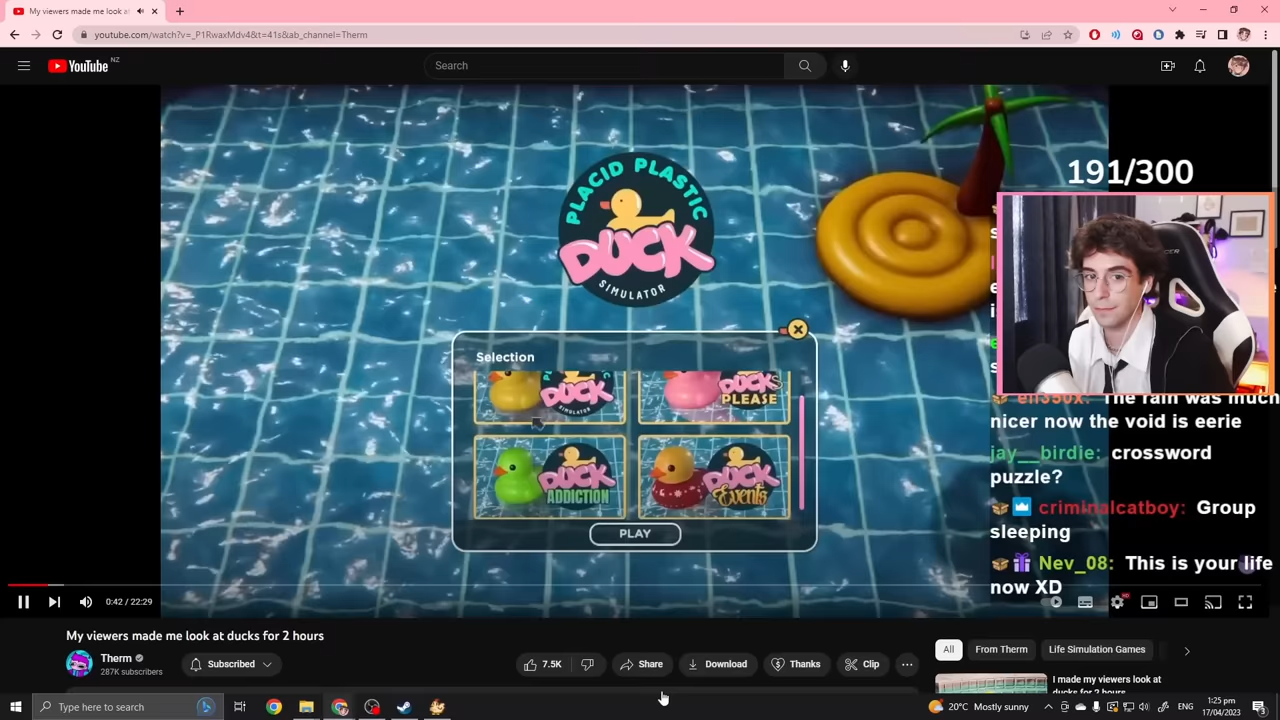 My viewers made me look a
youtube.com/watch?v=_P1RwaxMdv4&t=41s&ab_channel=Therm
YouTube NZ
Search
PLACID PLASTIC
DUCK
SIMULATOR
191/300
Selection
DUCK
SIMULATOR
DUCKS
PLEASE
DUCK
ADDICTION
DUCK
Events
PLAY
en350x: The rain was much
nicer now the void is eerie
jay__birdie: crossword
puzzle?
criminalcatboy: Group
sleeping
Nev_08: This is your life
now XD
0:42 / 22:29
HD
My viewers made me look at ducks for 2 hours
Therm
287K subscribers
Subscribed
7.5K
Share
Download
Thanks
Clip
All
From Therm
Life Simulation Games
I made my viewers look at
ducks for 2 hours
Type here to search
20°C Mostly sunny
ENG
1:25 pm
17/04/2023